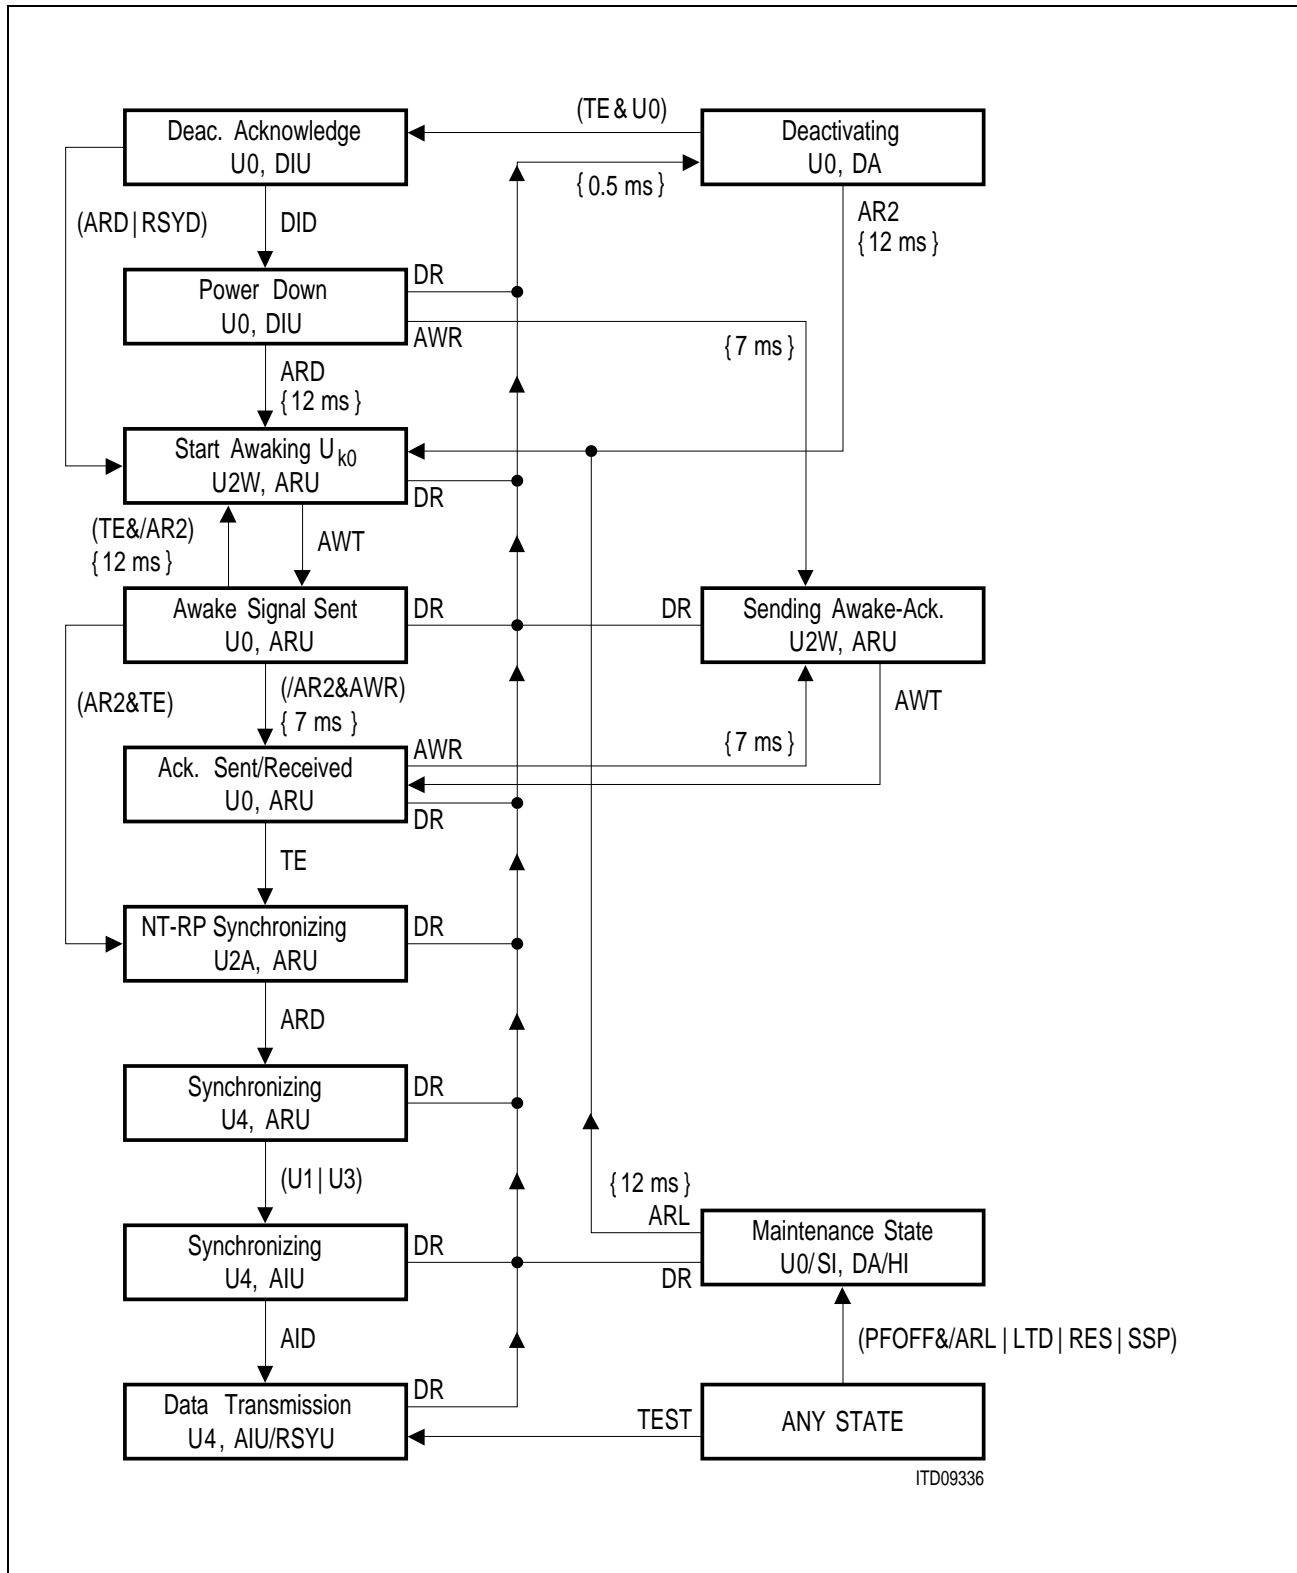 (TE & U0)
Deac. Acknowledge
U0, DIU
Deactivating
U0, DA
{ 0.5 ms }
(ARD | RSYD)
DID
AR2
{ 12 ms }
Power Down
U0, DIU
DR
AWR
{ 7 ms }
ARD
{ 12 ms }
Start Awaking Uk0
U2W, ARU
DR
(TE&/AR2)
{ 12 ms }
AWT
Awake Signal Sent
U0, ARU
DR
DR
Sending Awake-Ack.
U2W, ARU
(AR2&TE)
(/AR2&AWR)
{ 7 ms }
AWT
{ 7 ms }
Ack. Sent/Received
U0, ARU
AWR
DR
TE
NT-RP Synchronizing
U2A, ARU
DR
ARD
Synchronizing
U4, ARU
DR
(U1 | U3)
{ 12 ms }
ARL
Synchronizing
U4, AIU
DR
DR
Maintenance State
U0/SI, DA/HI
AID
(PFOFF&/ARL | LTD | RES | SSP)
Data Transmission
U4, AIU/RSYU
DR
TEST
ANY STATE
ITD09336